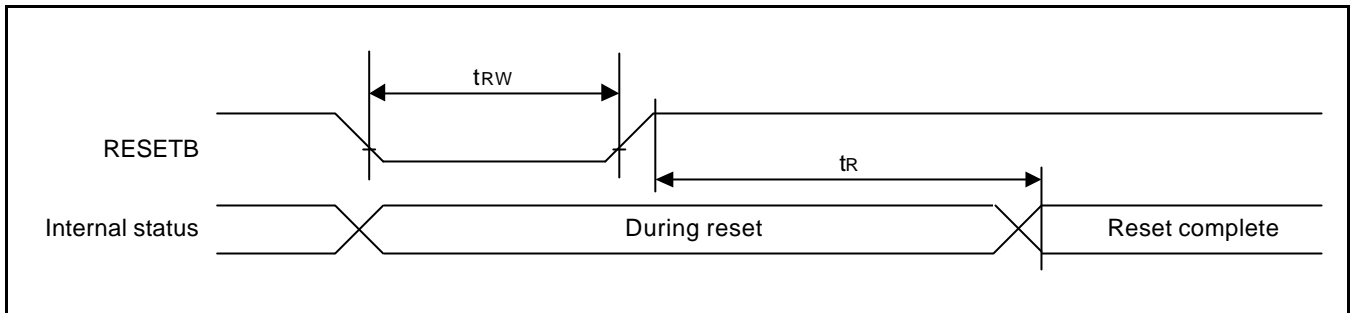 tRW
RESETB
tR
Internal status
During reset
Reset complete